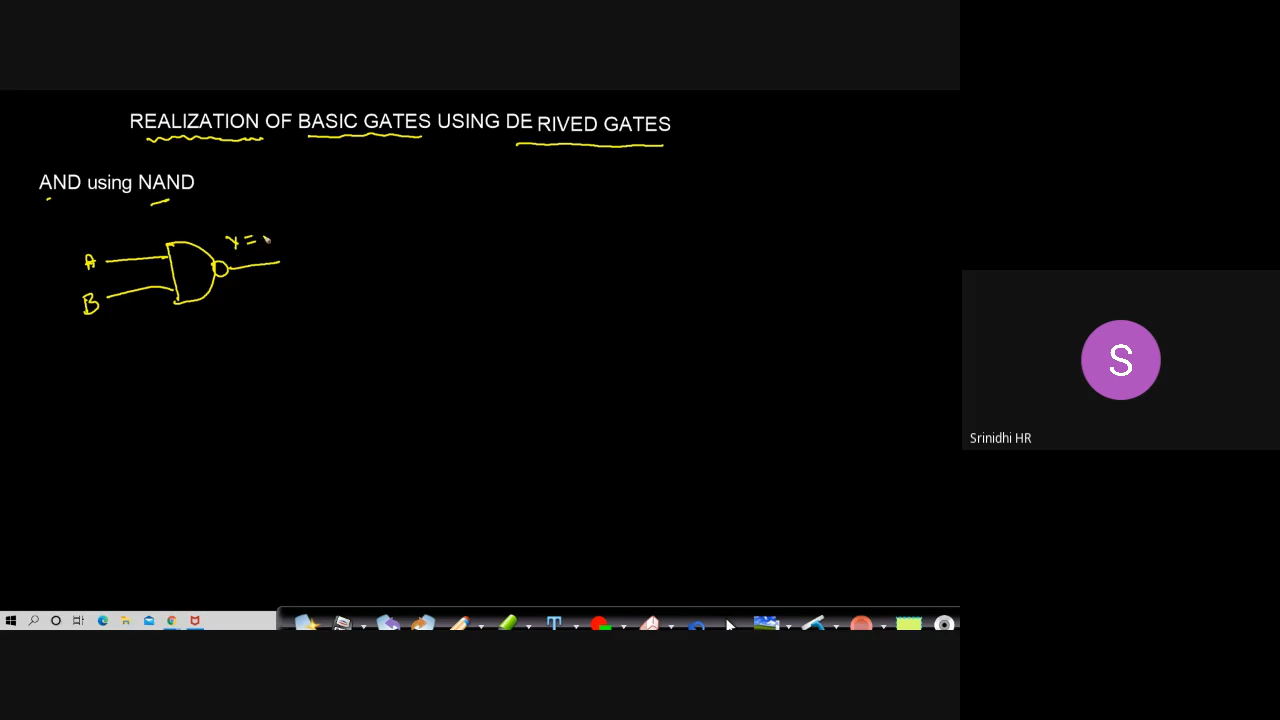 REALIZATION OF BASIC GATES USING DE RIVED GATES
AND using NAND
Y =
A
B
S
Srinidhi HR
T